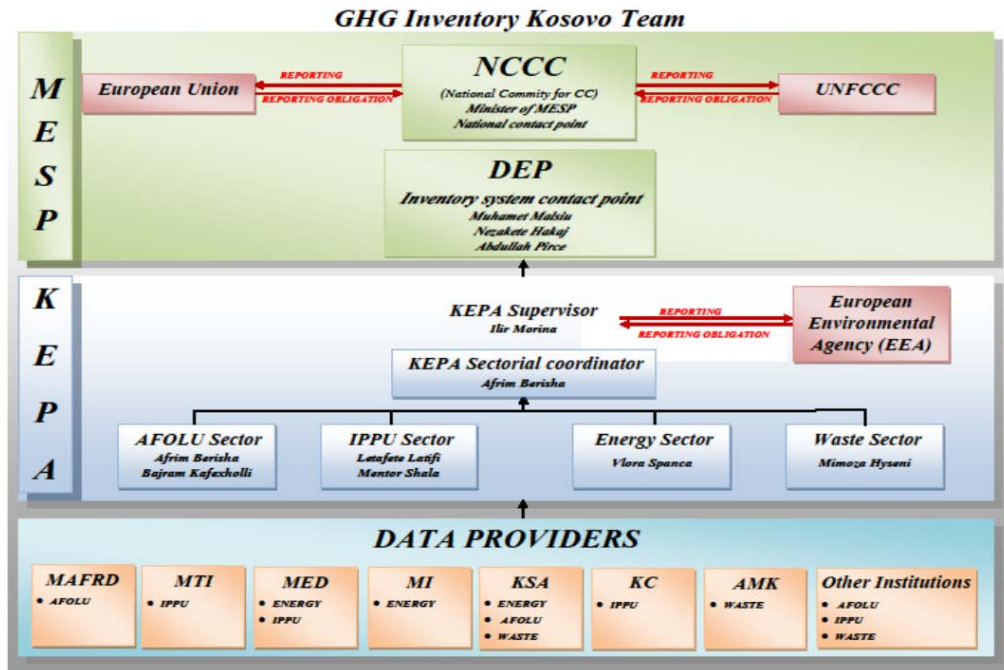 GHG Inventory Kosovo Team
MESP
European Union
REPORTING
REPORTING OBLIGATION
NCCC
(National Commity for CC)
Minister of MESP
National contact point
REPORTING
REPORTING OBLIGATION
UNFCCC
DEP
Inventory system contact point
Muhamet Malsiu
Nezakete Hakaj
Abdullah Pirce
KEPA
KEPA Supervisor
Ilir Morina
REPORTING
REPORTING OBLIGATION
European
Environmental
Agency (EEA)
KEPA Sectorial coordinator
Afrim Berisha
AFOLU Sector
Afrim Berisha
Bajram Kafexholli
IPPU Sector
Letafete Latifi
Mentor Shala
Energy Sector
Vlora Spanca
Waste Sector
Mimoza Hyseni
DATA PROVIDERS
MAFRD
• AFOLU
MTI
• IPPU
MED
• ENERGY
• IPPU
MI
• ENERGY
KSA
• ENERGY
• AFOLU
• WASTE
KC
• IPPU
AMK
• WASTE
Other Institutions
• AFOLU
• IPPU
• WASTE